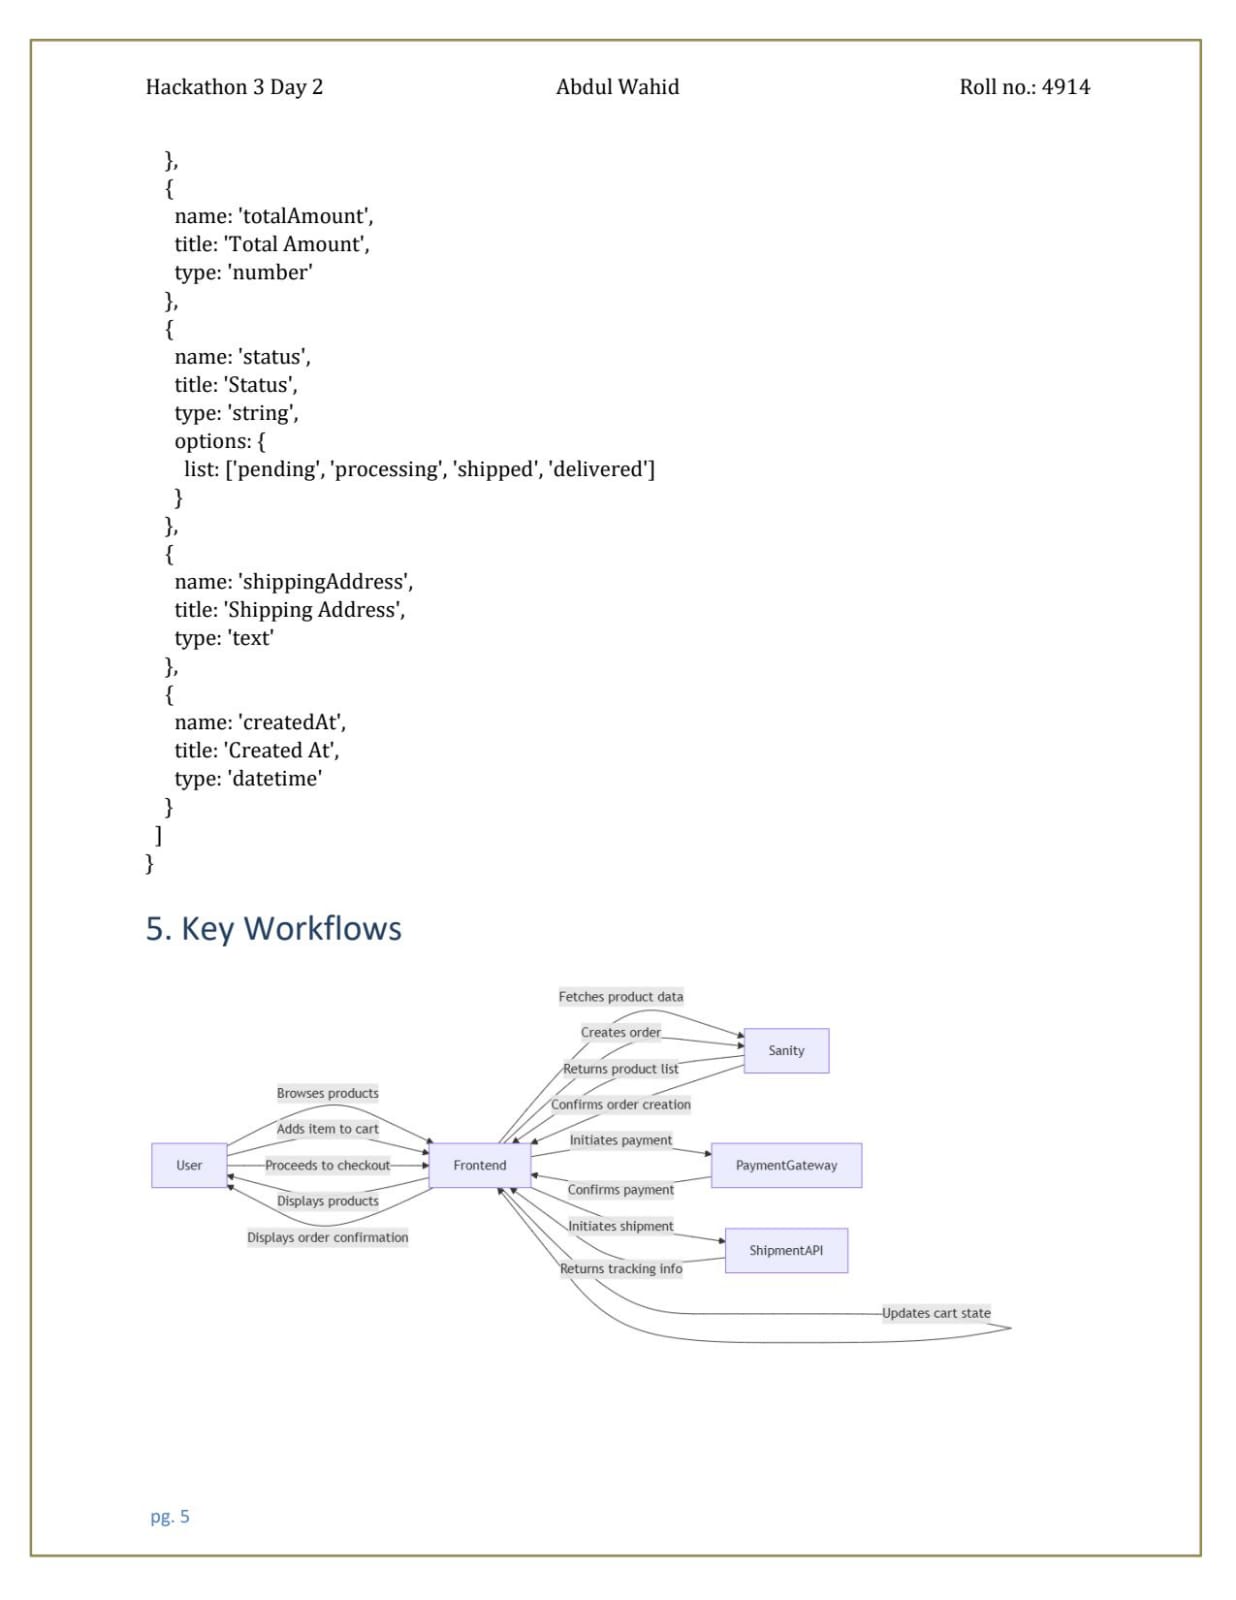 Hackathon 3 Day 2 Abdul Wahid Roll no.: 4914
},
{
name: 'totalAmount',
title: 'Total Amount',
type: 'number'
},
{
name: 'status',
title: 'Status',
type: 'string',
options: {
list: ['pending', 'processing', 'shipped', 'delivered']
}
},
{
name: 'shippingAddress',
title: 'Shipping Address',
type: 'text'
},
{
name: 'createdAt',
title: 'Created At',
type: 'datetime'
}
]
}
5. Key Workflows
Fetches product data
Creates order
Sanity
Returns product list
Confirms order creation
Browses products
Adds item to cart
Initiates payment
User
Proceeds to checkout
Frontend
PaymentGateway
Confirms payment
Displays products
Displays order confirmation
Initiates shipment
ShipmentAPI
Returns tracking info
Updates cart state
pg. 5